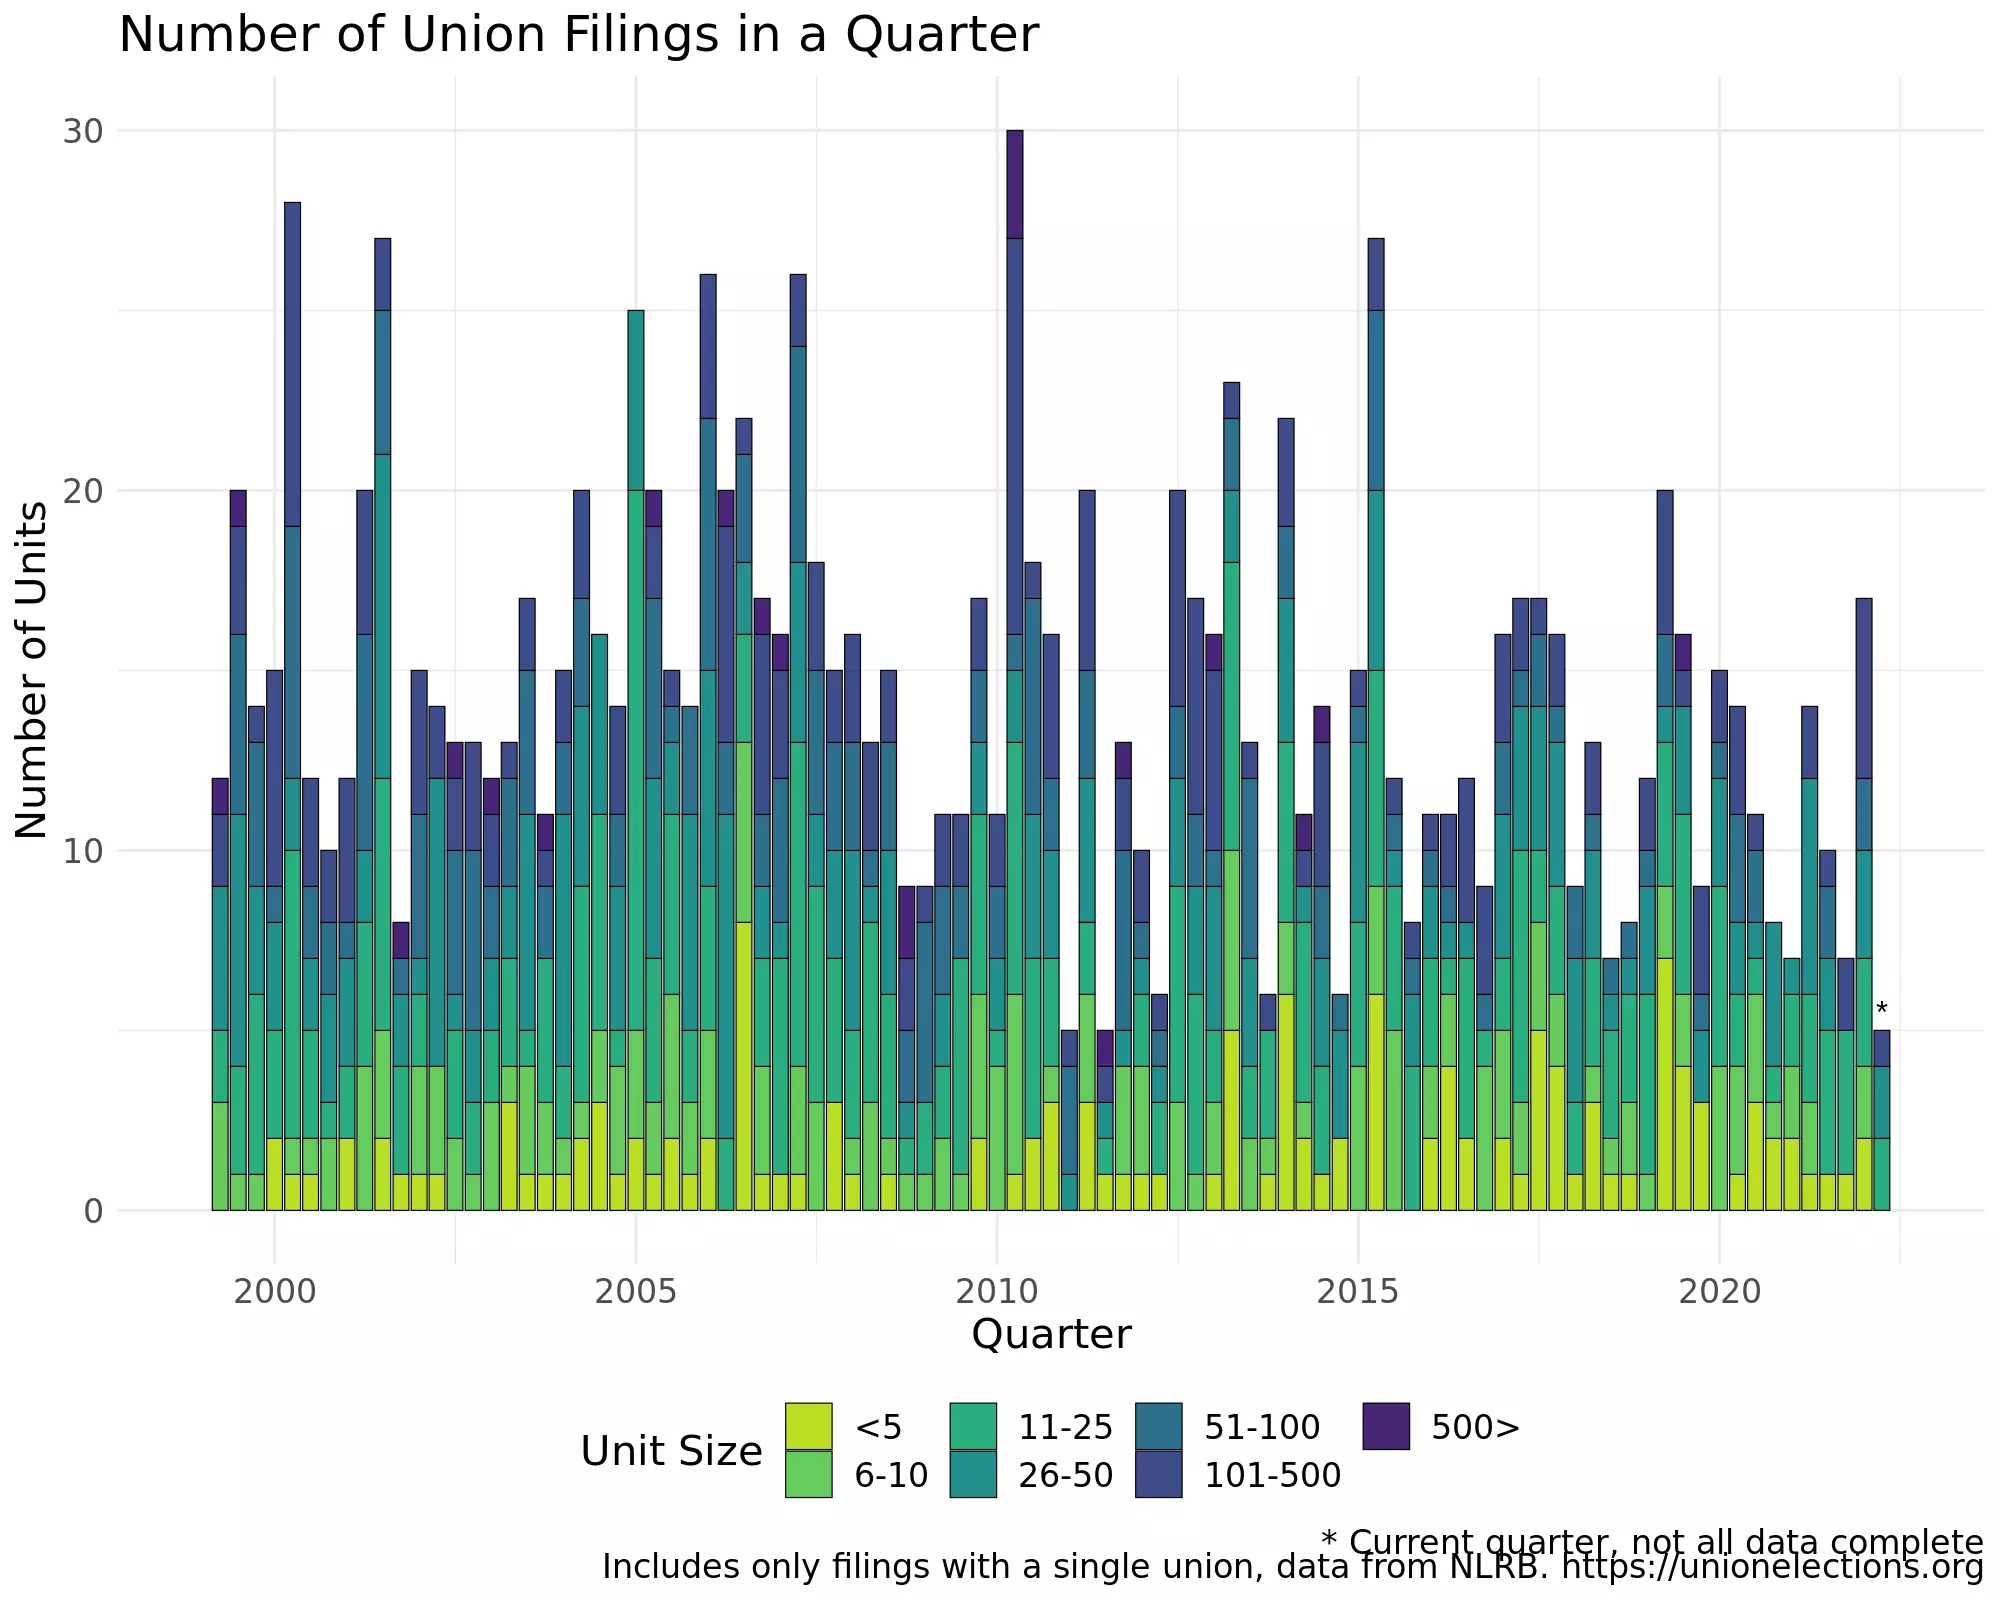 Number of Union Filings in a Quarter
30
20
10
0
Number of Units
*
2000 2005 2010 2015 2020
Quarter
Unit Size
<5 11-25 51-100 500>
6-10 26-50 101-500
* Current quarter, not all data complete
Includes only filings with a single union, data from NLRB. https://unionelections.org